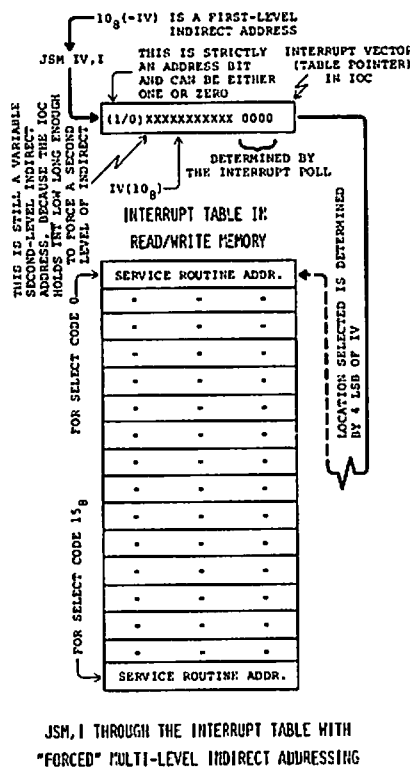 10₈(-IV) IS A FIRST-LEVEL
INDIRECT ADDRESS
JSM IV,I
THIS IS STRICTLY
AN ADDRESS BIT
AND CAN BE EITHER
ONE OR ZERO
INTERRUPT VECTOR
(TABLE POINTER)
IN IOC
(1/0)XXXXXXXXXXX 0000
IV(10₈)
DETERMINED BY
THE INTERRUPT POLL
THIS IS STILL A VARIABLE
SECOND-LEVEL INDIRECT
ADDRESS, BECAUSE THE IOC
HOLDS INT LOW LONG ENOUGH
TO FORCE A SECOND
LEVEL OF INDIRECT
INTERRUPT TABLE IN
READ/WRITE MEMORY
SERVICE ROUTINE ADDR.
FOR SELECT CODE 0
LOCATION SELECTED IS DETERMINED
BY 4 LSB OF IV
FOR SELECT CODE 15₈
SERVICE ROUTINE ADDR.
JSM,I THROUGH THE INTERRUPT TABLE WITH
"FORCED" MULTI-LEVEL INDIRECT ADDRESSING